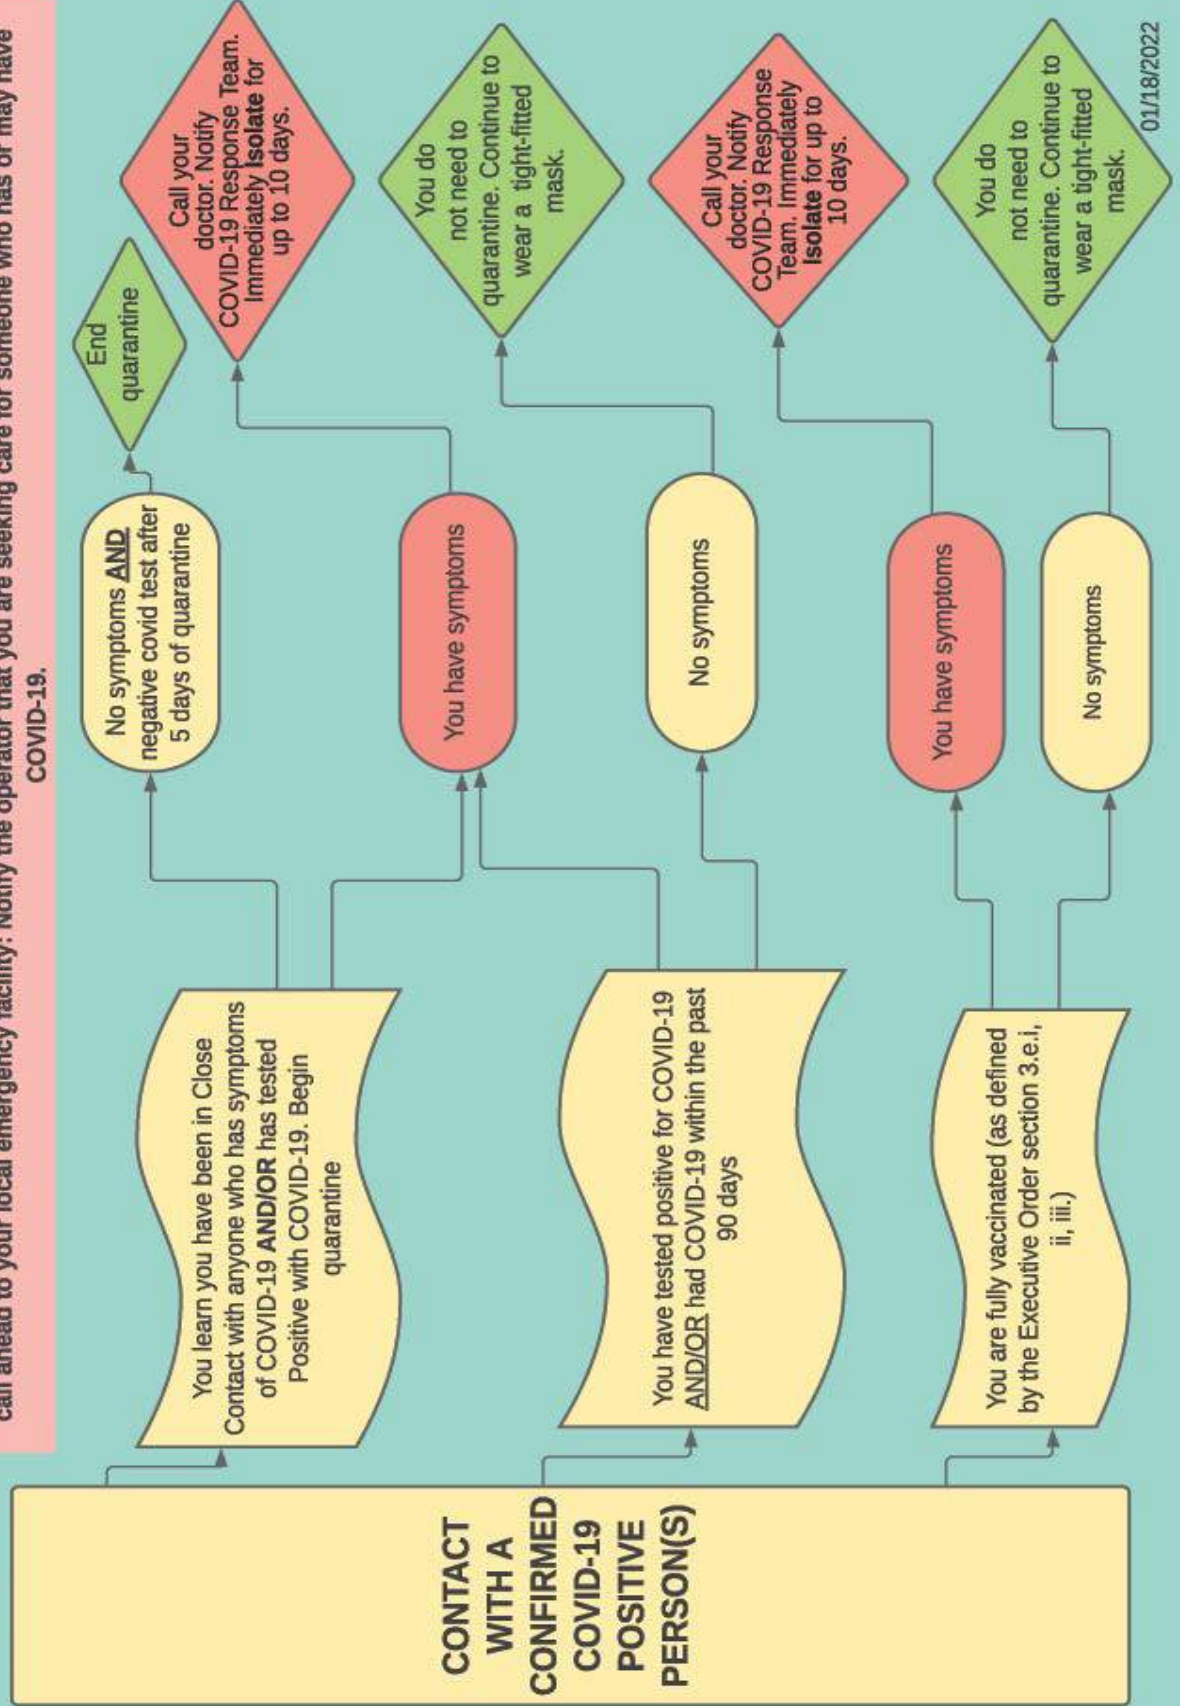 call ahead to your local emergency facility: Notify the operator that you are seeking care for someone who has or may have
COVID-19.
CONTACT
WITH A
CONFIRMED
COVID-19
POSITIVE
PERSON(S)
You learn you have been in Close
Contact with anyone who has symptoms
of COVID-19 AND/OR has tested
Positive with COVID-19. Begin
quarantine
No symptoms AND
negative covid test after
5 days of quarantine
End
quarantine
You have symptoms
Call your
doctor. Notify
COVID-19 Response Team.
Immediately Isolate for
up to 10 days.
You have tested positive for COVID-19
AND/OR had COVID-19 within the past
90 days
No symptoms
You do
not need to
quarantine. Continue to
wear a tight-fitted
mask.
You are fully vaccinated (as defined
by the Executive Order section 3.e.i,
ii, iii.)
You have symptoms
Call your
doctor. Notify
COVID-19 Response
Team. Immediately
Isolate for up to
10 days.
No symptoms
You do
not need to
quarantine. Continue to
wear a tight-fitted
mask.
01/18/2022